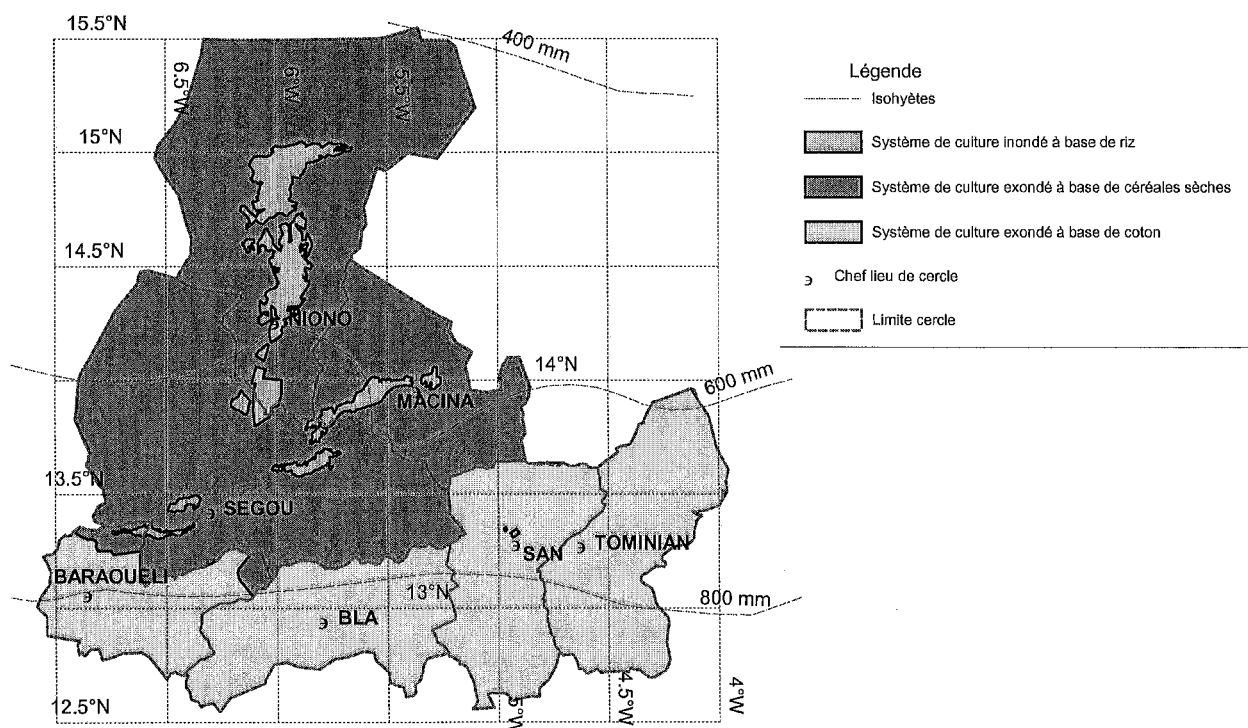 15.5°N
400 mm
6.5°W
6°W
5.5°W
15°N
14.5°N
NIONO
14°N
600 mm
MACINA
13.5°N
SEGOU
SAN
TOMINIAN
BARAOUELI
13°N
800 mm
BLA
12.5°N
5°W
4.5°W
4°W
Légende
Isohyètes
Système de culture inondé à base de riz
Système de culture exondé à base de céréales sèches
Système de culture exondé à base de coton
Chef lieu de cercle
Limite cercle